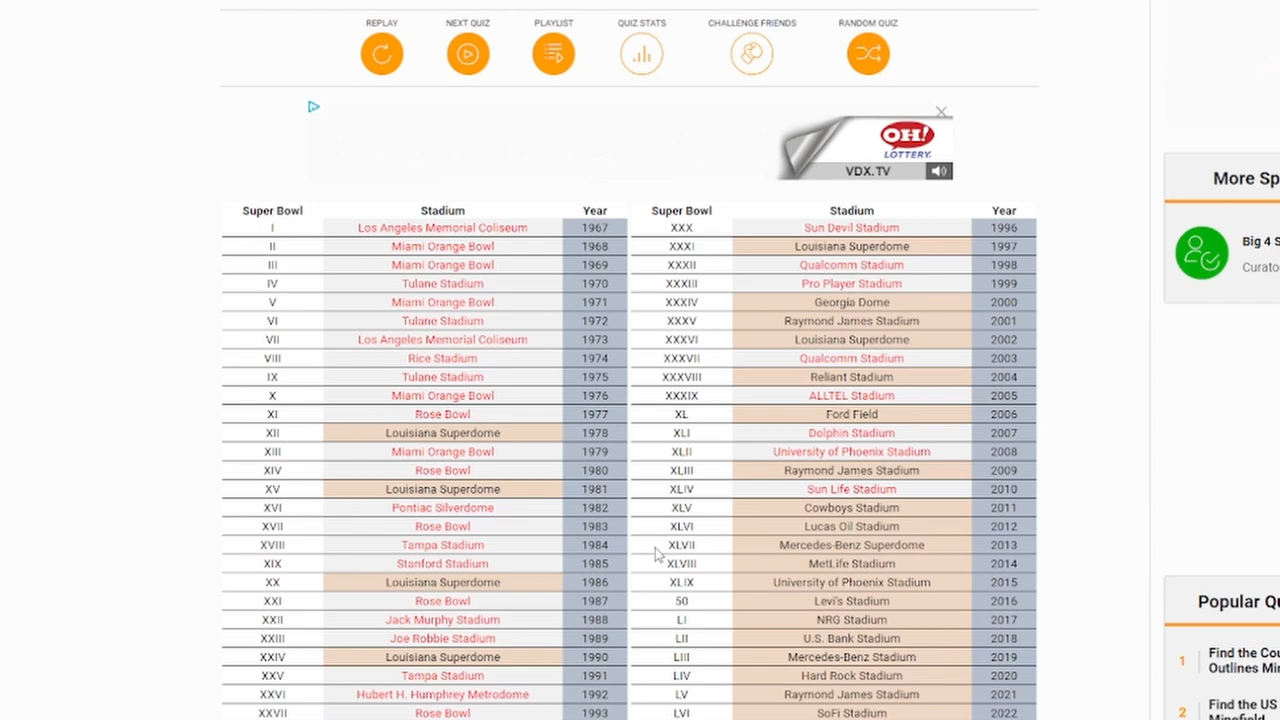 REPLAY NEXT QUIZ PLAYLIST QUIZ STATS CHALLENGE FRIENDS RANDOM QUIZ
OH!
LOTTERY.
VDX.TV
Super Bowl Stadium Year Super Bowl Stadium Year
I Los Angeles Memorial Coliseum 1967 XXX Sun Devil Stadium 1996
II Miami Orange Bowl 1968 XXXI Louisiana Superdome 1997
III Miami Orange Bowl 1969 XXXII Qualcomm Stadium 1998
IV Tulane Stadium 1970 XXXIII Pro Player Stadium 1999
V Miami Orange Bowl 1971 XXXIV Georgia Dome 2000
VI Tulane Stadium 1972 XXXV Raymond James Stadium 2001
VII Los Angeles Memorial Coliseum 1973 XXXVI Louisiana Superdome 2002
VIII Rice Stadium 1974 XXXVII Qualcomm Stadium 2003
IX Tulane Stadium 1975 XXXVIII Reliant Stadium 2004
X Miami Orange Bowl 1976 XXXIX ALLTEL Stadium 2005
XI Rose Bowl 1977 XL Ford Field 2006
XII Louisiana Superdome 1978 XLI Dolphin Stadium 2007
XIII Miami Orange Bowl 1979 XLII University of Phoenix Stadium 2008
XIV Rose Bowl 1980 XLIII Raymond James Stadium 2009
XV Louisiana Superdome 1981 XLIV Sun Life Stadium 2010
XVI Pontiac Silverdome 1982 XLV Cowboys Stadium 2011
XVII Rose Bowl 1983 XLVI Lucas Oil Stadium 2012
XVIII Tampa Stadium 1984 XLVII Mercedes-Benz Superdome 2013
XIX Stanford Stadium 1985 XLVIII MetLife Stadium 2014
XX Louisiana Superdome 1986 XLIX University of Phoenix Stadium 2015
XXI Rose Bowl 1987 50 Levi's Stadium 2016
XXII Jack Murphy Stadium 1988 LI NRG Stadium 2017
XXIII Joe Robbie Stadium 1989 LII U.S. Bank Stadium 2018
XXIV Louisiana Superdome 1990 LIII Mercedes-Benz Stadium 2019
XXV Tampa Stadium 1991 LIV Hard Rock Stadium 2020
XXVI Hubert H. Humphrey Metrodome 1992 LV Raymond James Stadium 2021
XXVII Rose Bowl 1993 LVI SoFi Stadium 2022
More Sp
Big 4 S
Curato
Popular Qu
1 Find the Cou
Outlines Min
2 Find the US
Minefield